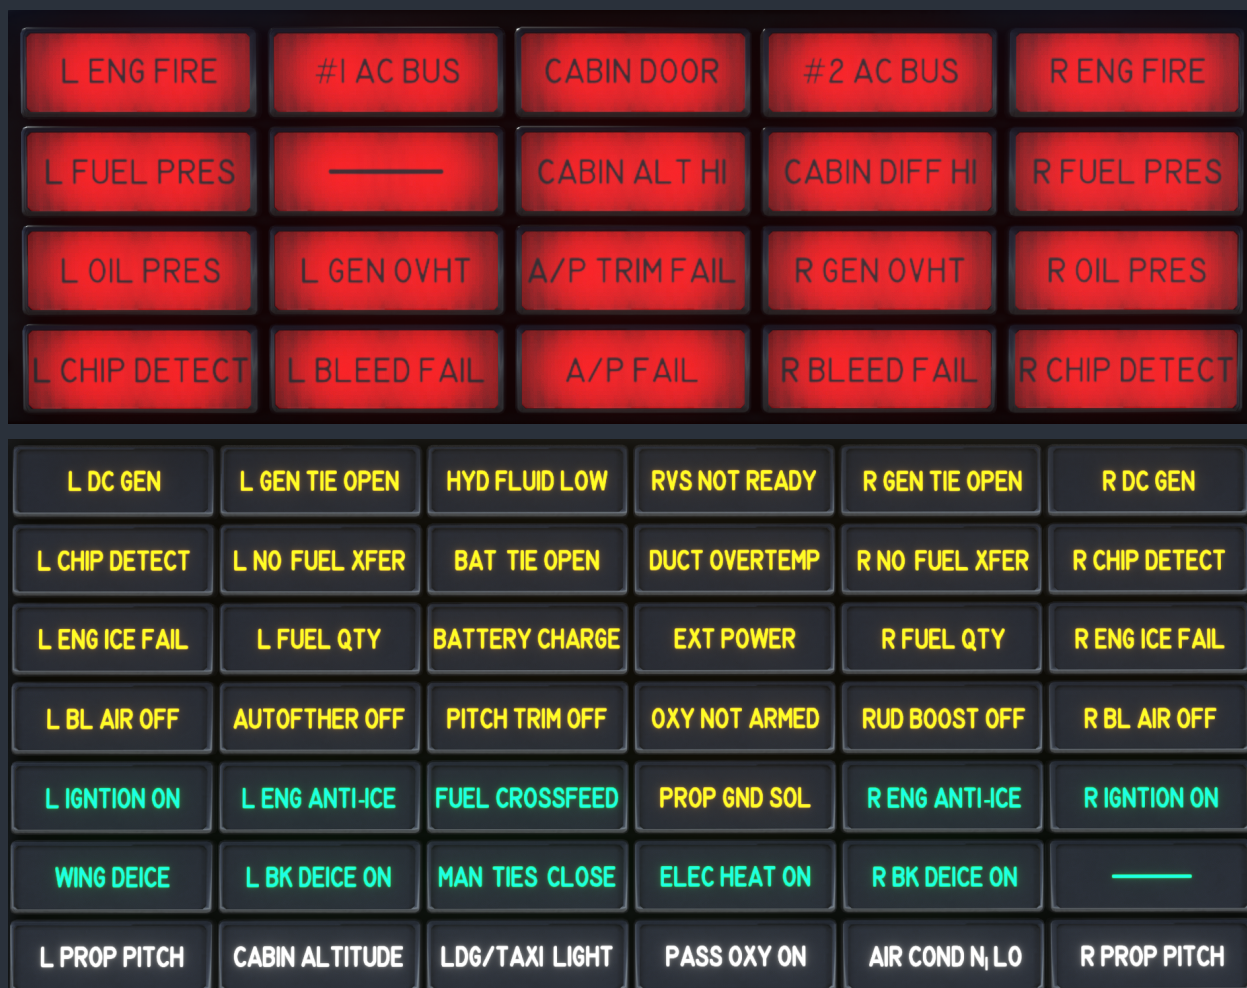 L ENG FIRE
#1 AC BUS
CABIN DOOR
#2 AC BUS
R ENG FIRE
L FUEL PRES
CABIN ALT HI
CABIN DIFF HI
R FUEL PRES
L OIL PRES
L GEN OVHT
A/P TRIM FAIL
R GEN OVHT
R OIL PRES
L CHIP DETECT
L BLEED FAIL
A/P FAIL
R BLEED FAIL
R CHIP DETECT
L DC GEN
L GEN TIE OPEN
HYD FLUID LOW
RVS NOT READY
R GEN TIE OPEN
R DC GEN
L CHIP DETECT
L NO FUEL XFER
BAT TIE OPEN
DUCT OVERTEMP
R NO FUEL XFER
R CHIP DETECT
L ENG ICE FAIL
L FUEL QTY
BATTERY CHARGE
EXT POWER
R FUEL QTY
R ENG ICE FAIL
L BL AIR OFF
AUTOFTHER OFF
PITCH TRIM OFF
OXY NOT ARMED
RUD BOOST OFF
R BL AIR OFF
L IGNTION ON
L ENG ANTI-ICE
FUEL CROSSFEED
PROP GND SOL
R ENG ANTI-ICE
R IGNTION ON
WING DEICE
L BK DEICE ON
MAN TIES CLOSE
ELEC HEAT ON
R BK DEICE ON
L PROP PITCH
CABIN ALTITUDE
LDG/TAXI LIGHT
PASS OXY ON
AIR COND N₁ LO
R PROP PITCH